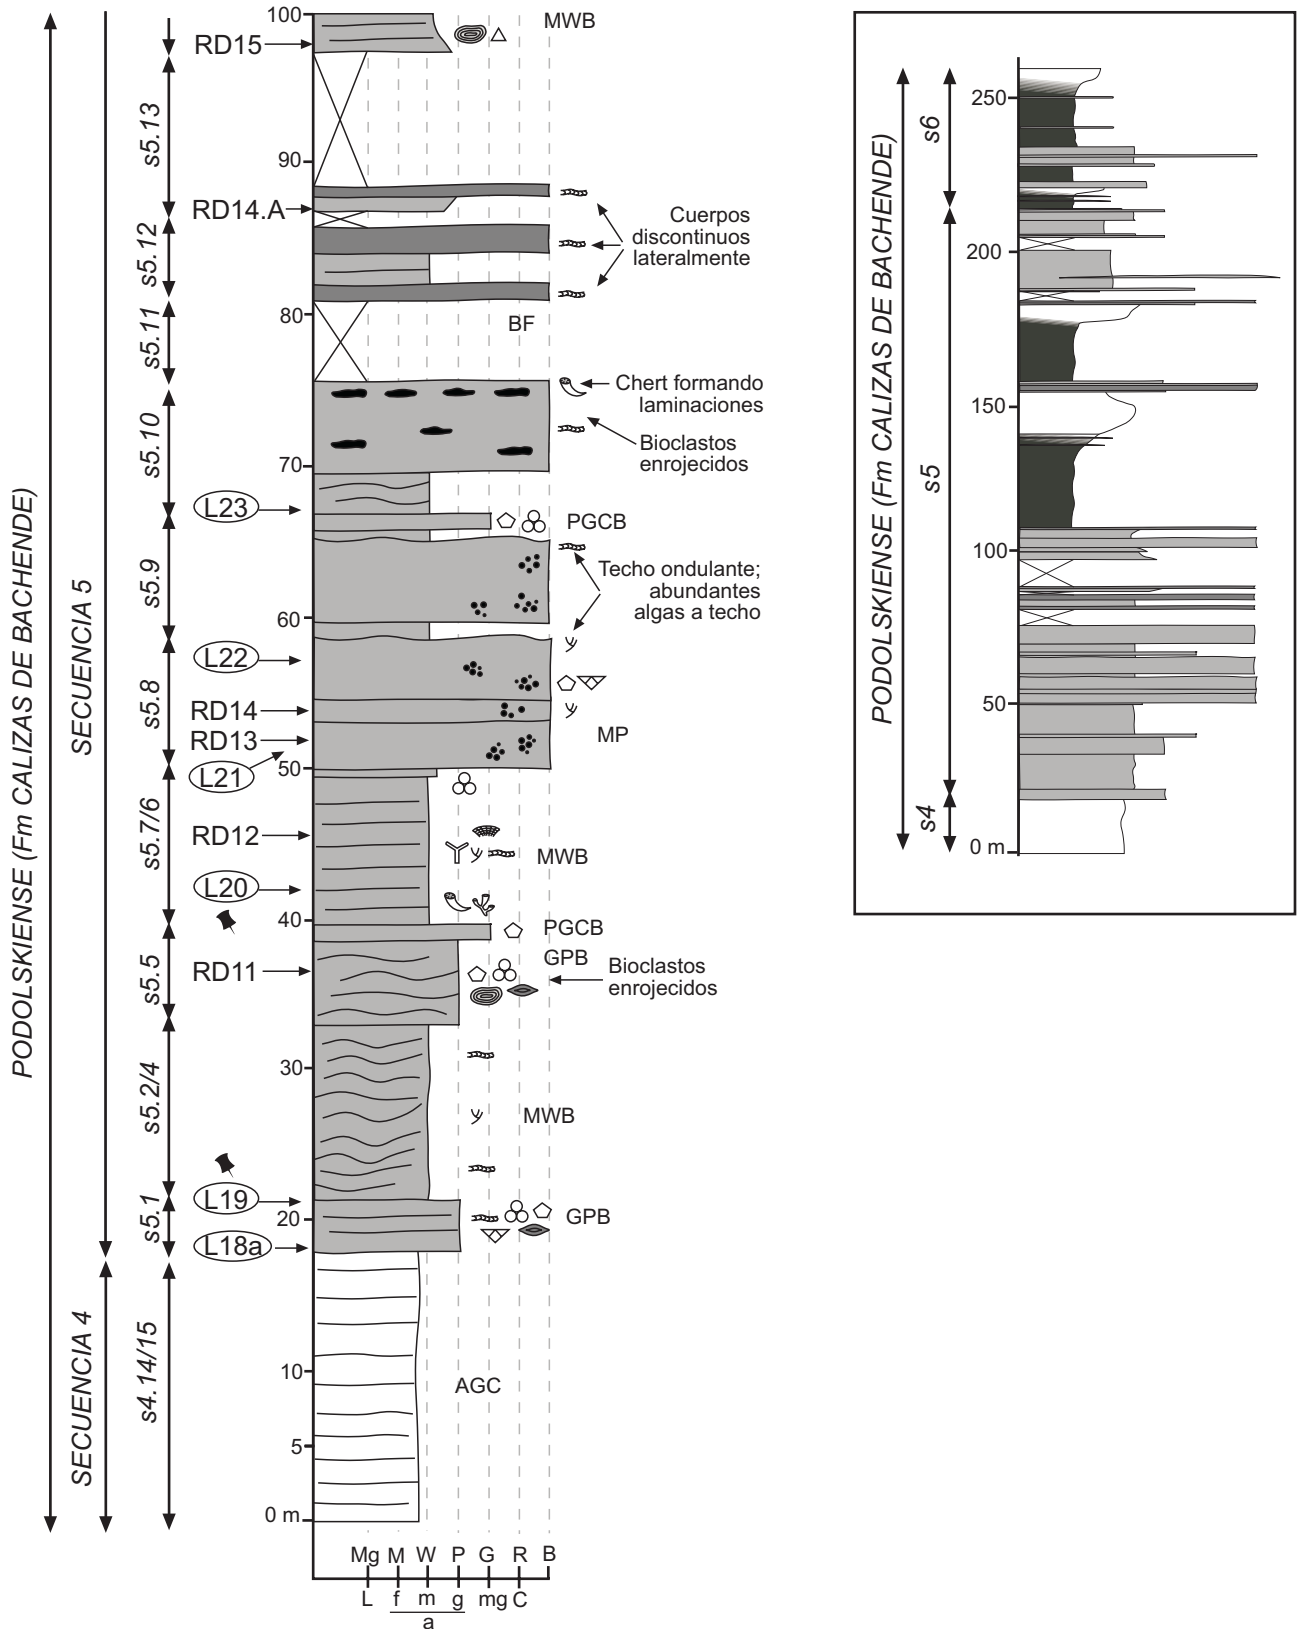 PODOLSKIENSE (Fm CALIZAS DE BACHENDE)
SECUENCIA 5
SECUENCIA 4
s5.13
s5.12
s5.11
s5.10
s5.9
s5.8
s5.7/6
s5.5
s5.2/4
s5.1
s4.14/15
RD15
RD14.A
L23
L22
RD14
RD13
L21
RD12
L20
RD11
L19
L18a
100
90
80
70
60
50
40
30
20
10
5
0 m
MWB
Cuerpos
discontinuos
lateralmente
BF
Chert formando
laminaciones
Bioclastos
enrojecidos
PGCB
Techo ondulante;
abundantes
algas a techo
MP
MWB
PGCB
GPB
Bioclastos
enrojecidos
MWB
GPB
AGC
Mg M W P G R B
L f m g mg C
a
PODOLSKIENSE (Fm CALIZAS DE BACHENDE)
s6
s5
s4
250
200
150
100
50
0 m